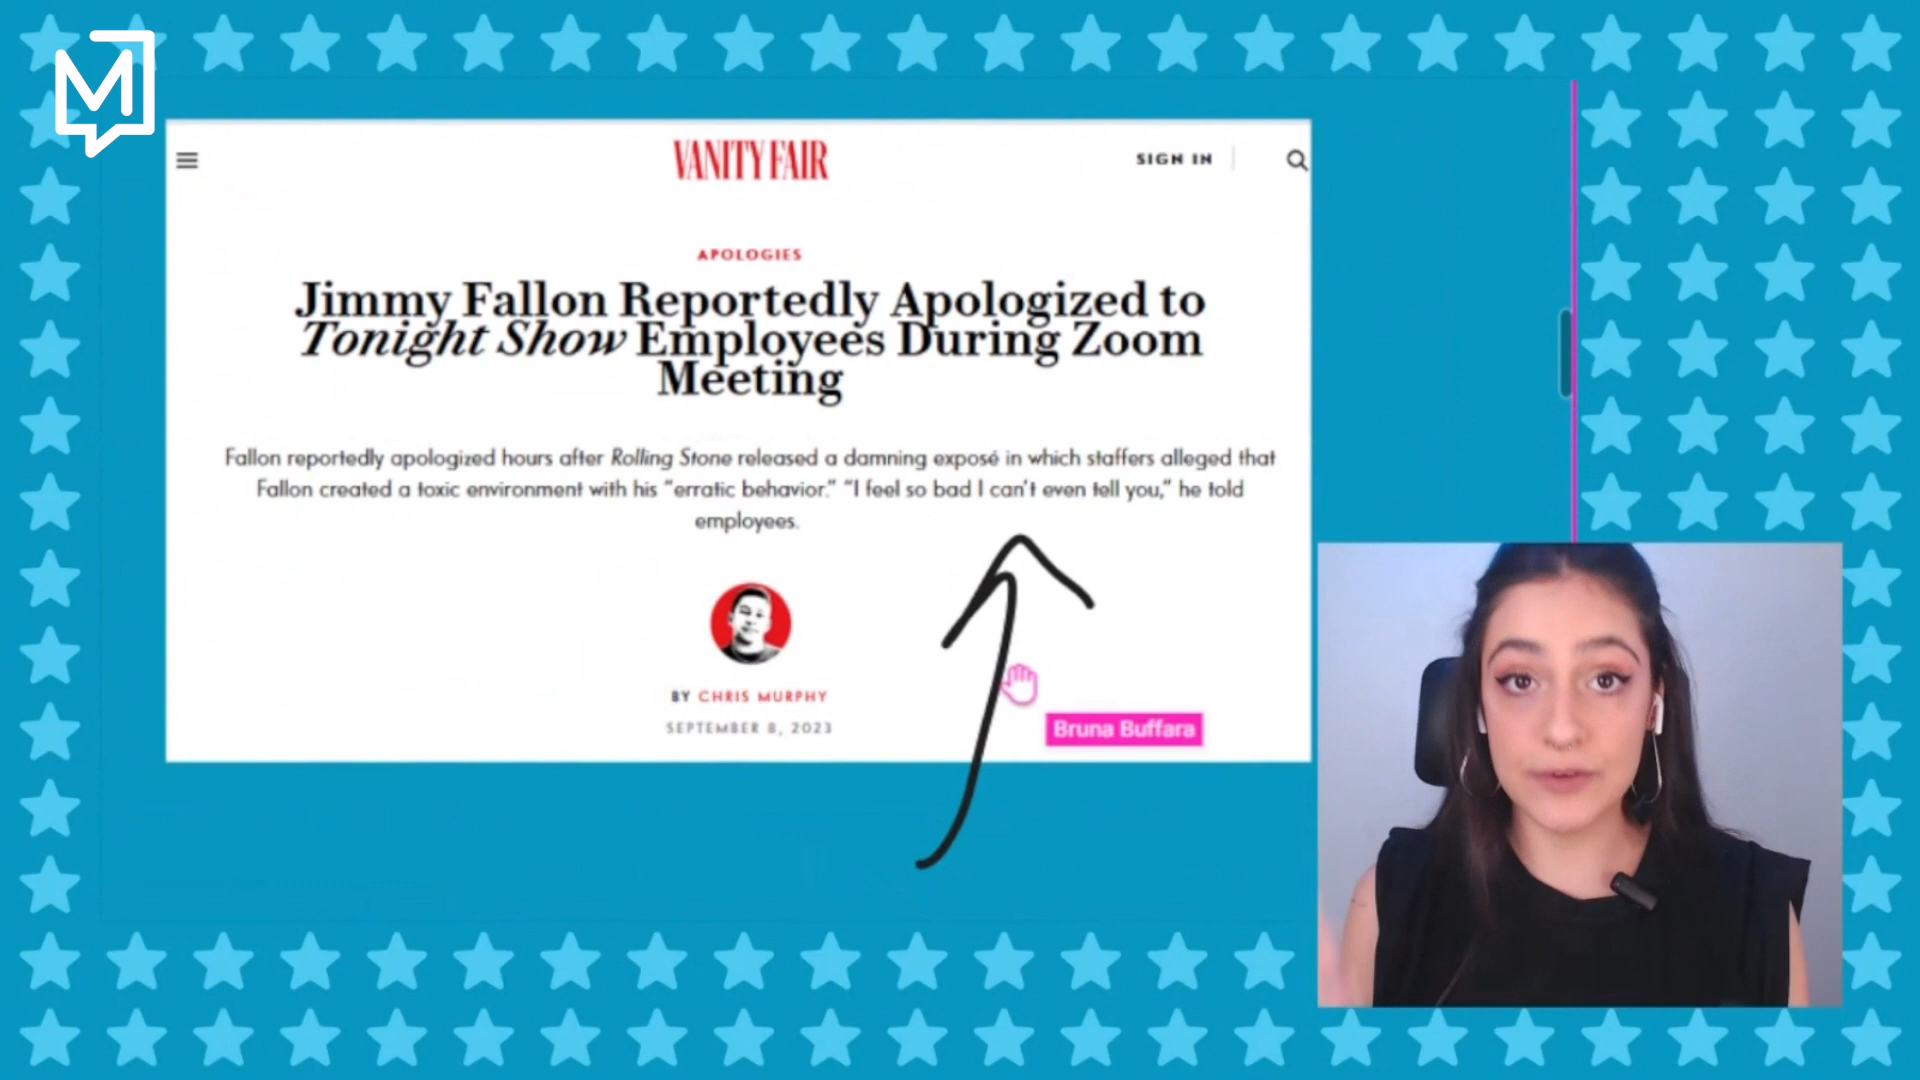 M
VANITY FAIR
SIGN IN
APOLOGIES
Jimmy Fallon Reportedly Apologized to
Tonight Show Employees During Zoom
Meeting
Fallon reportedly apologized hours after Rolling Stone released a damning exposé in which staffers alleged that
Fallon created a toxic environment with his “erratic behavior.” “I feel so bad I can’t even tell you,” he told
employees.
BY CHRIS MURPHY
SEPTEMBER 8, 2023
Bruna Buffara